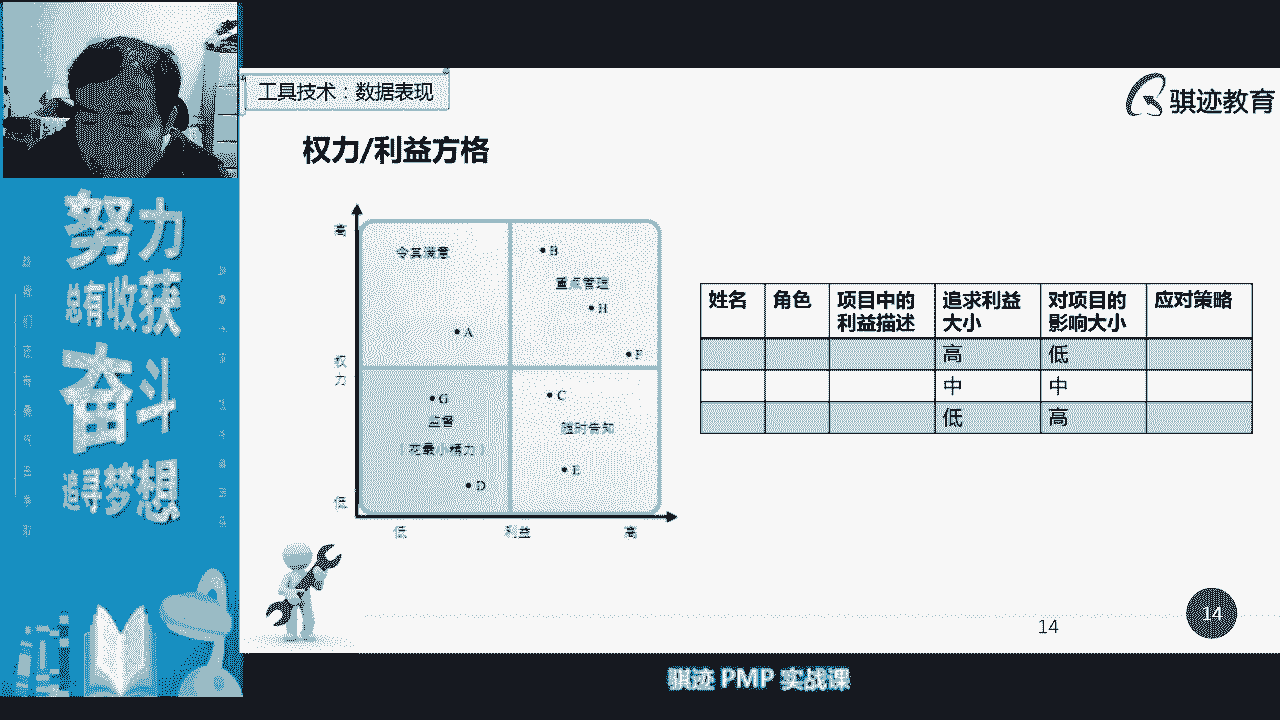 工具技术：数据表现
骐迹教育
权力/利益方格
努力
总有收获
奋斗
追寻梦想
高
令其满意
B
重点管理
H
A
F
权
力
G
C
监督
随时告知
（花最小精力）
E
D
低
低 利益 高
姓名 角色 项目中的利益描述 追求利益大小 对项目的影响大小 应对策略
高 低
中 中
低 高
14
14
骐迹 PMP 实战课